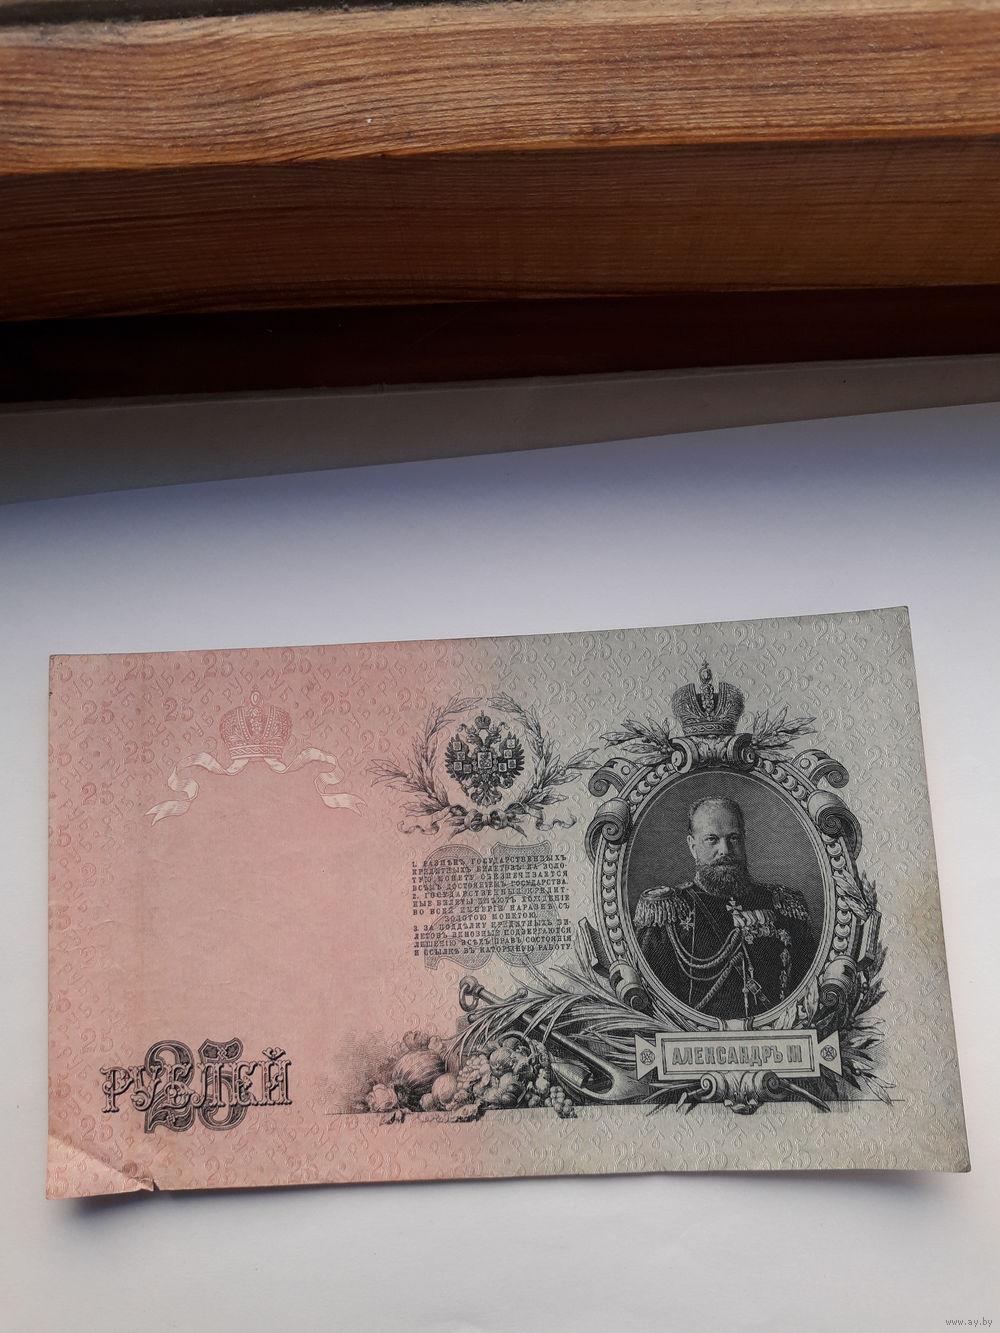 1. РАЗМѢНЪ ГОСУДАРСТВЕННЫХЪ
КРЕДИТНЫХЪ БИЛЕТОВЪ НА ЗОЛО-
ТУЮ МОНЕТУ ОБЕЗПЕЧИВАЕТСЯ
ВСѢМЪ ДОСТОЯНІЕМЪ ГОСУДАРСТВА.
2. ГОСУДАРСТВЕННЫЕ КРЕДИТ-
НЫЕ БИЛЕТЫ ИМѢЮТЪ ХОЖДЕНІЕ
ВО ВСЕЙ ИМПЕРІИ НАРАВНѢ СЪ
ЗОЛОТОЮ МОНЕТОЮ.
3. ЗА ПОДДѢЛКУ КРЕДИТНЫХЪ БИ-
ЛЕТОВЪ ВИНОВНЫЕ ПОДВЕРГАЮТСЯ
ЛИШЕНІЮ ВСѢХЪ ПРАВЪ СОСТОЯНІЯ
И ССЫЛКѢ ВЪ КАТОРЖНУЮ РАБОТУ.
25
РУБЛЕЙ
АЛЕКСАНДРЪ III
www.ay.by